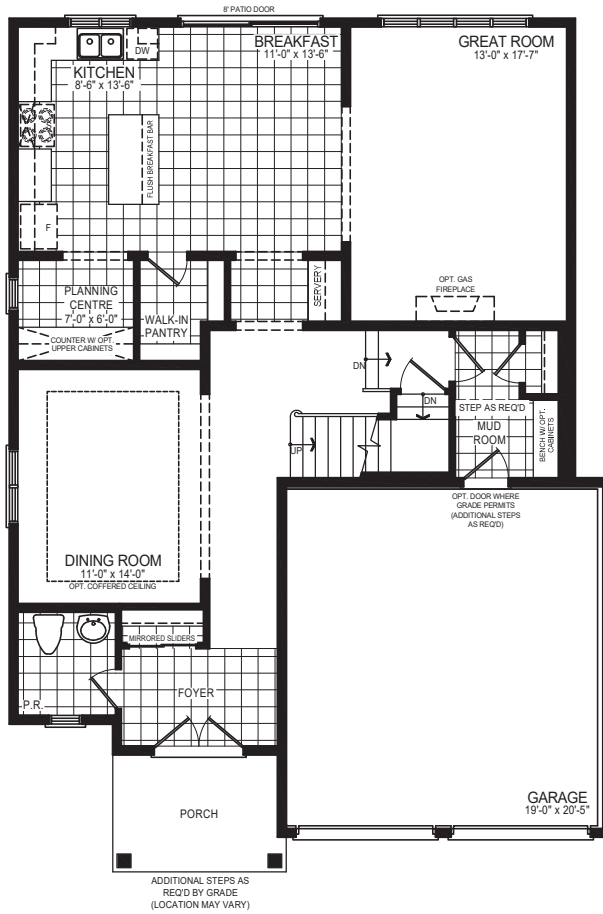 8' PATIO DOOR
DW
KITCHEN
8'-6" x 13'-6"
BREAKFAST
11'-0" x 13'-6"
GREAT ROOM
13'-0" x 17'-7"
FLUSH BREAKFAST BAR
F
OPT. GAS
FIREPLACE
PLANNING
CENTRE
7'-0" x 6'-0"
COUNTER W/ OPT.
UPPER CABINETS
WALK-IN
PANTRY
SERVERY
DN
DN
STEP AS REQ'D
MUD
ROOM
BENCH W/ OPT.
CABINETS
UP
OPT. DOOR WHERE
GRADE PERMITS
(ADDITIONAL STEPS
AS REQ'D)
DINING ROOM
11'-0" x 14'-0"
OPT. COFFERED CEILING
MIRRORED SLIDERS
P.R.
FOYER
PORCH
GARAGE
19'-0" x 20'-5"
ADDITIONAL STEPS AS
REQ'D BY GRADE
(LOCATION MAY VARY)